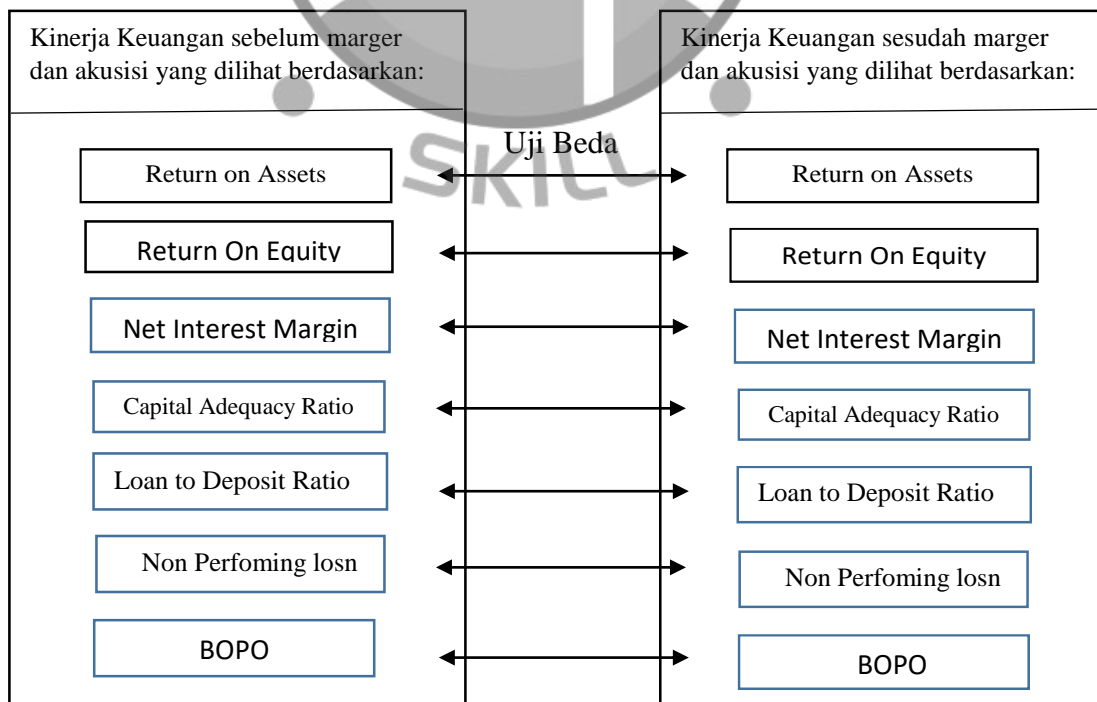 Kinerja Keuangan sebelum marger
dan akusisi yang dilihat berdasarkan:
Return on Assets
Return On Equity
Net Interest Margin
Capital Adequacy Ratio
Loan to Deposit Ratio
Non Perfoming losn
BOPO
Uji Beda
SKILL
Kinerja Keuangan sesudah marger
dan akusisi yang dilihat berdasarkan:
Return on Assets
Return On Equity
Net Interest Margin
Capital Adequacy Ratio
Loan to Deposit Ratio
Non Perfoming losn
BOPO